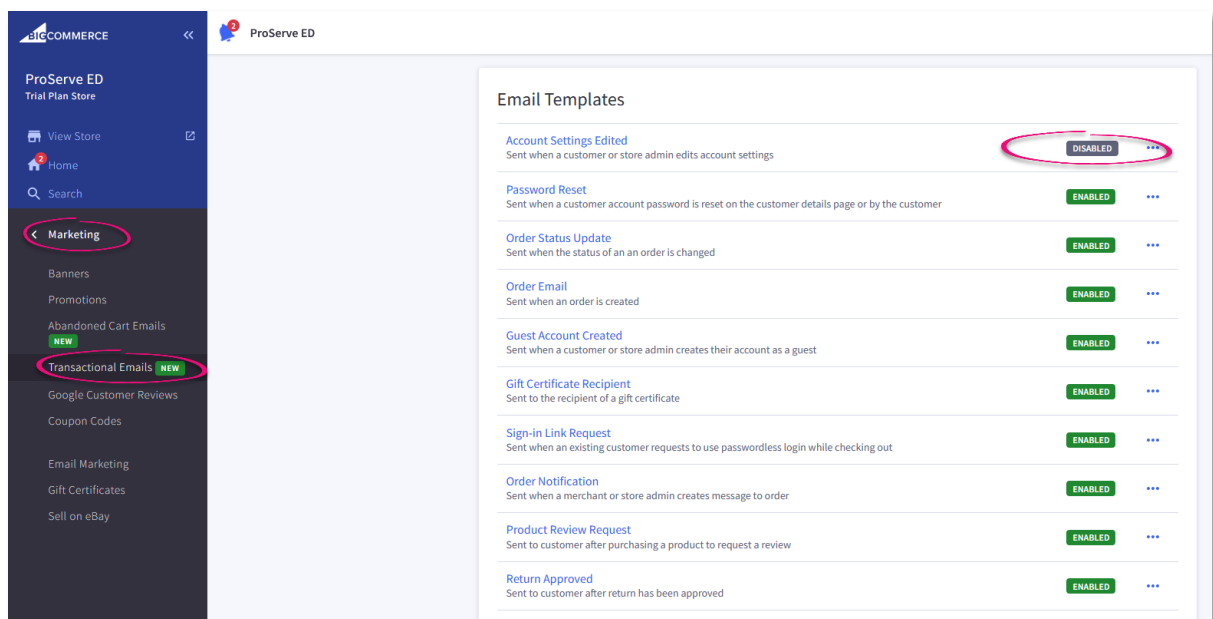 BIGCOMMERCE
2
ProServe ED
ProServe ED
Trial Plan Store
View Store
2
Home
Search
Marketing
Banners
Promotions
Abandoned Cart Emails
NEW
Transactional Emails NEW
Google Customer Reviews
Coupon Codes
Email Marketing
Gift Certificates
Sell on eBay
Email Templates
Account Settings Edited
Sent when a customer or store admin edits account settings
DISABLED
Password Reset
Sent when a customer account password is reset on the customer details page or by the customer
ENABLED
Order Status Update
Sent when the status of an an order is changed
ENABLED
Order Email
Sent when an order is created
ENABLED
Guest Account Created
Sent when a customer or store admin creates their account as a guest
ENABLED
Gift Certificate Recipient
Sent to the recipient of a gift certificate
ENABLED
Sign-in Link Request
Sent when an existing customer requests to use passwordless login while checking out
ENABLED
Order Notification
Sent when a merchant or store admin creates message to order
ENABLED
Product Review Request
Sent to customer after purchasing a product to request a review
ENABLED
Return Approved
Sent to customer after return has been approved
ENABLED